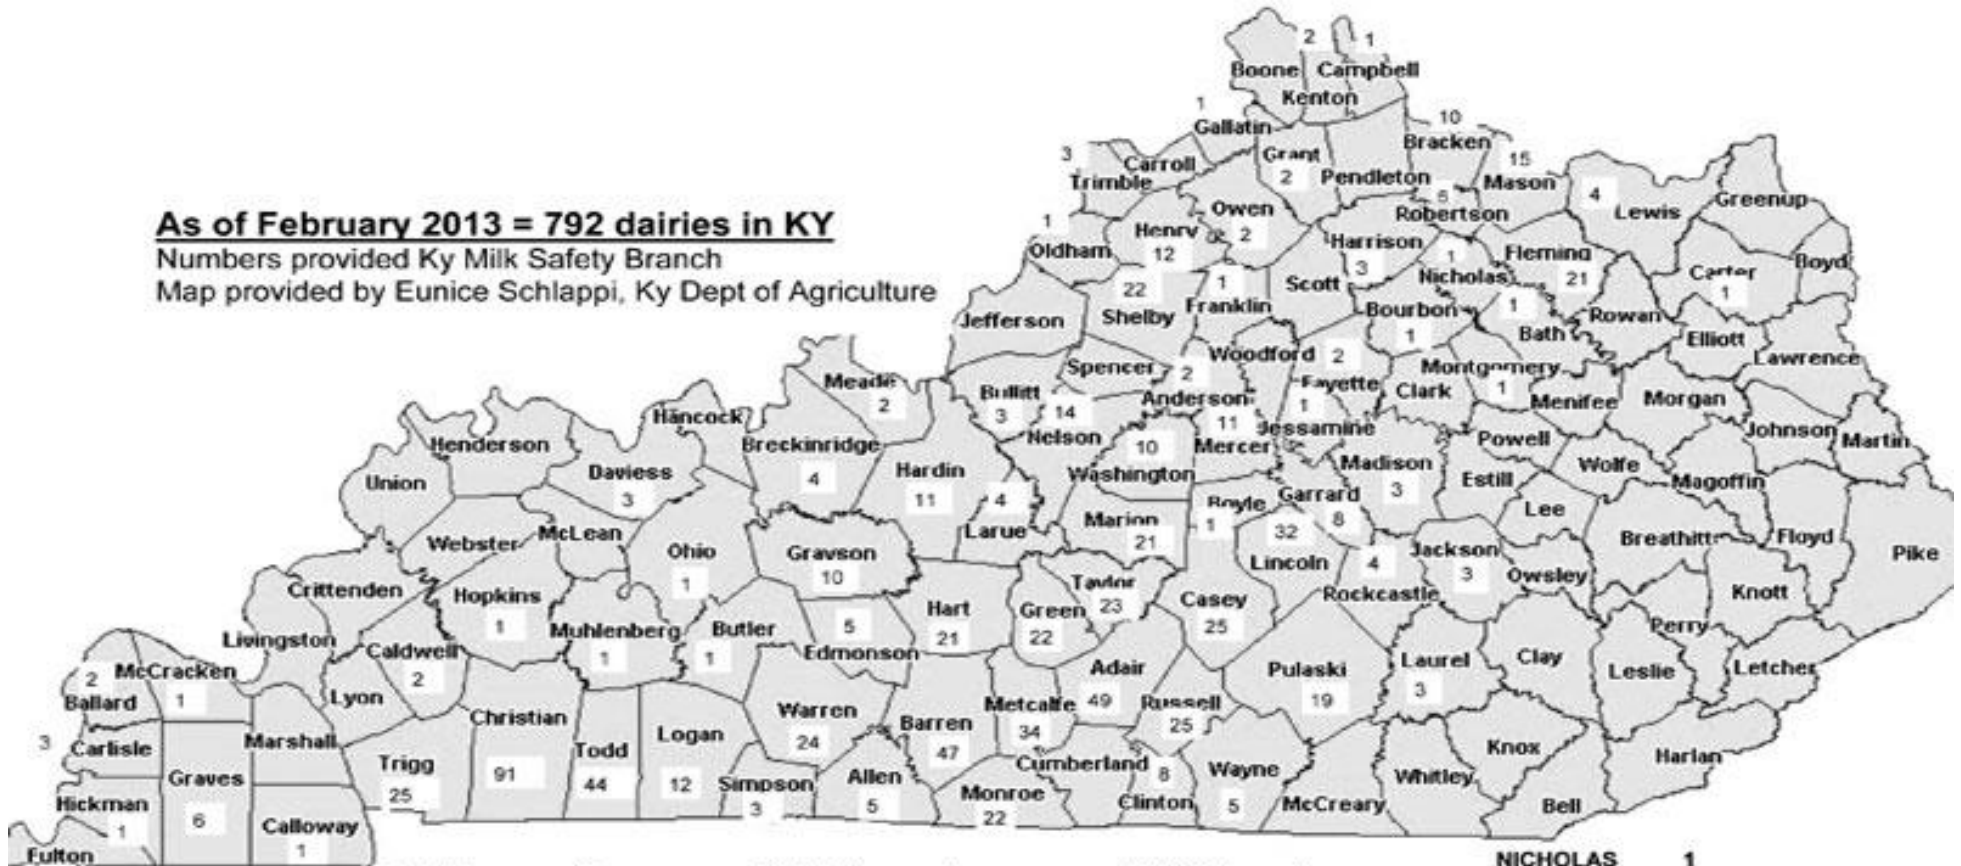 2 1
Boone Campbell
Kenton
1
Gallatin
10
Bracken
3
Carroll
Grant
15
Trimble
2
Pendleton
Mason
4
Lewis
Greenup
As of February 2013 = 792 dairies in KY
Numbers provided Ky Milk Safety Branch
Map provided by Eunice Schlappi, Ky Dept of Agriculture
1
Oldham
Henry
12
Owen
2
Robertson
Harrison
3
1
Nicholas
Fleming
21
Carter
1
Boyd
22
Shelby
1
Franklin
Scott
Bourbon
1
1
Bath
Rowan
Elliott
Lawrence
Jefferson
Spencer
2
Anderson
Woodford
2
Fayette
Montgomery
1
Clark
Menifee
Morgan
Johnson
Martin
Meade
2
Bullitt
3
14
Nelson
11
Mercer
1
Jessamine
Powell
Wolfe
Magoffin
Hancock
Breckinridge
4
Henderson
Daviess
3
Union
Hardin
11
10
Washington
Madison
3
Estill
Lee
4
Larue
Marion
21
Boyle
1
Garrard
8
32
Lincoln
4
Rockcastle
Jackson
3
Owsley
Breathitt
Floyd
Pike
Webster
McLean
Ohio
1
Grayson
10
Knott
Crittenden
Hopkins
1
Muhlenberg
1
Butler
1
5
Edmonson
Hart
21
Green
22
Taylor
23
Casey
25
Perry
Livingston
Caldwell
2
Adair
49
Pulaski
19
Laurel
3
Clay
Leslie
Letcher
2
Ballard
McCracken
1
Lyon
Christian
91
Todd
44
Logan
12
Warren
24
Barren
47
Metcalfe
34
Russell
25
3
Carlisle
Marshall
Trigg
25
Simpson
3
Allen
5
Cumberland
8
Clinton
Wayne
5
McCreary
Whitley
Knox
Bell
Harlan
Graves
6
Hickman
1
Calloway
1
Monroe
22
Fulton
NICHOLAS 1